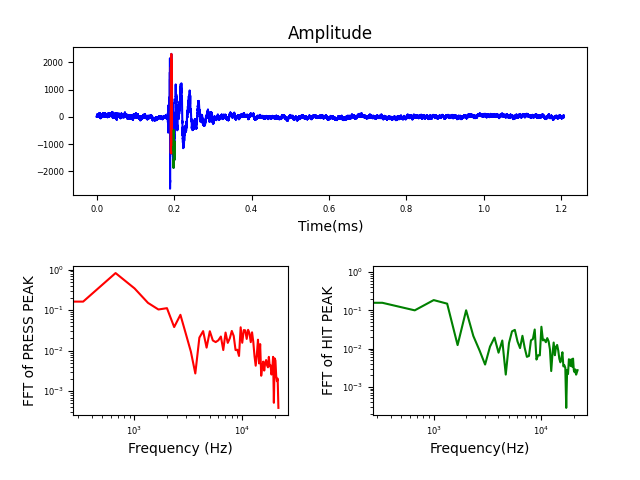 Amplitude
2000
1000
0
−1000
−2000
0.0 0.2 0.4 0.6 0.8 1.0 1.2
Time(ms)
FFT of PRESS PEAK
10⁰
10⁻¹
10⁻²
10⁻³
10³ 10⁴
Frequency (Hz)
FFT of HIT PEAK
10⁰
10⁻¹
10⁻²
10⁻³
10³ 10⁴
Frequency(Hz)